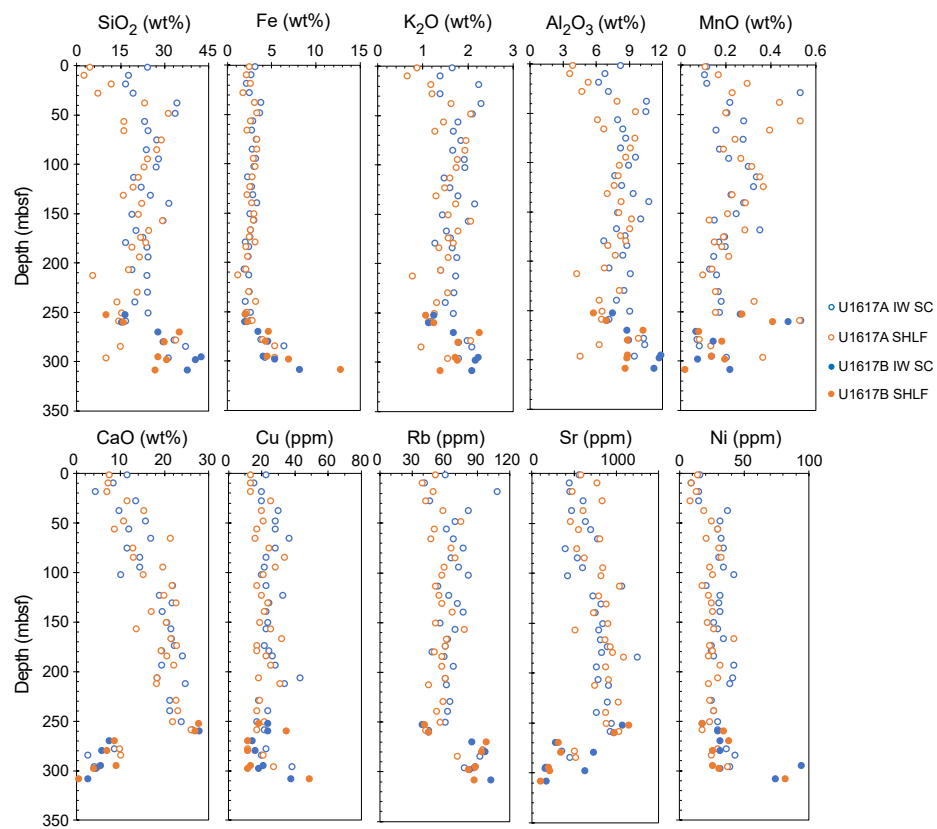 SiO2 (wt%) Fe (wt%) K2O (wt%) Al2O3 (wt%) MnO (wt%)
0 15 30 45 0 5 10 15 0 1 2 3 0 3 6 9 12 0 0.2 0.4 0.6
0
50
100
150
200
250
300
350
Depth (mbsf)
U1617A IW SC
U1617A SHLF
U1617B IW SC
U1617B SHLF
CaO (wt%) Cu (ppm) Rb (ppm) Sr (ppm) Ni (ppm)
0 10 20 30 0 20 40 60 80 0 30 60 90 120 0 500 1000 0 50 100
0
50
100
150
200
250
300
350
Depth (mbsf)